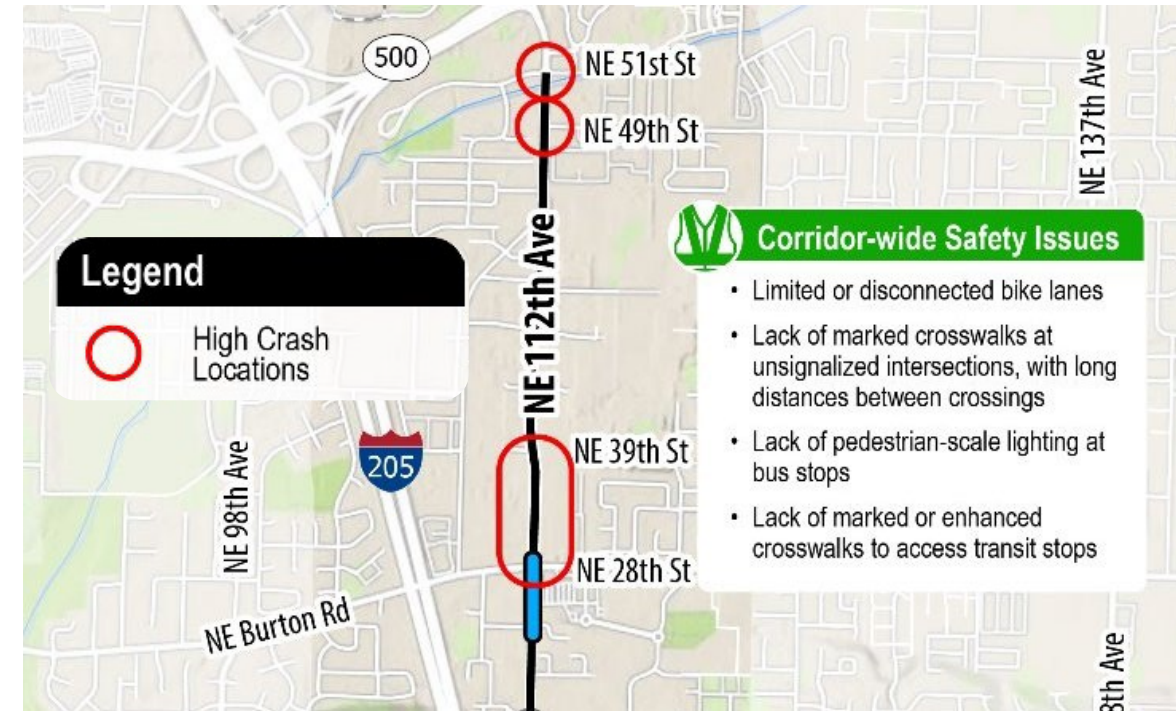 500
NE 51st St
NE 49th St
NE 137th Ave
Legend
High Crash
Locations
NE 112th Ave
Corridor-wide Safety Issues
• Limited or disconnected bike lanes
• Lack of marked crosswalks at
unsignalized intersections, with long
distances between crossings
• Lack of pedestrian-scale lighting at
bus stops
• Lack of marked or enhanced
crosswalks to access transit stops
205
NE 98th Ave
NE 39th St
NE 28th St
NE Burton Rd
8th Ave